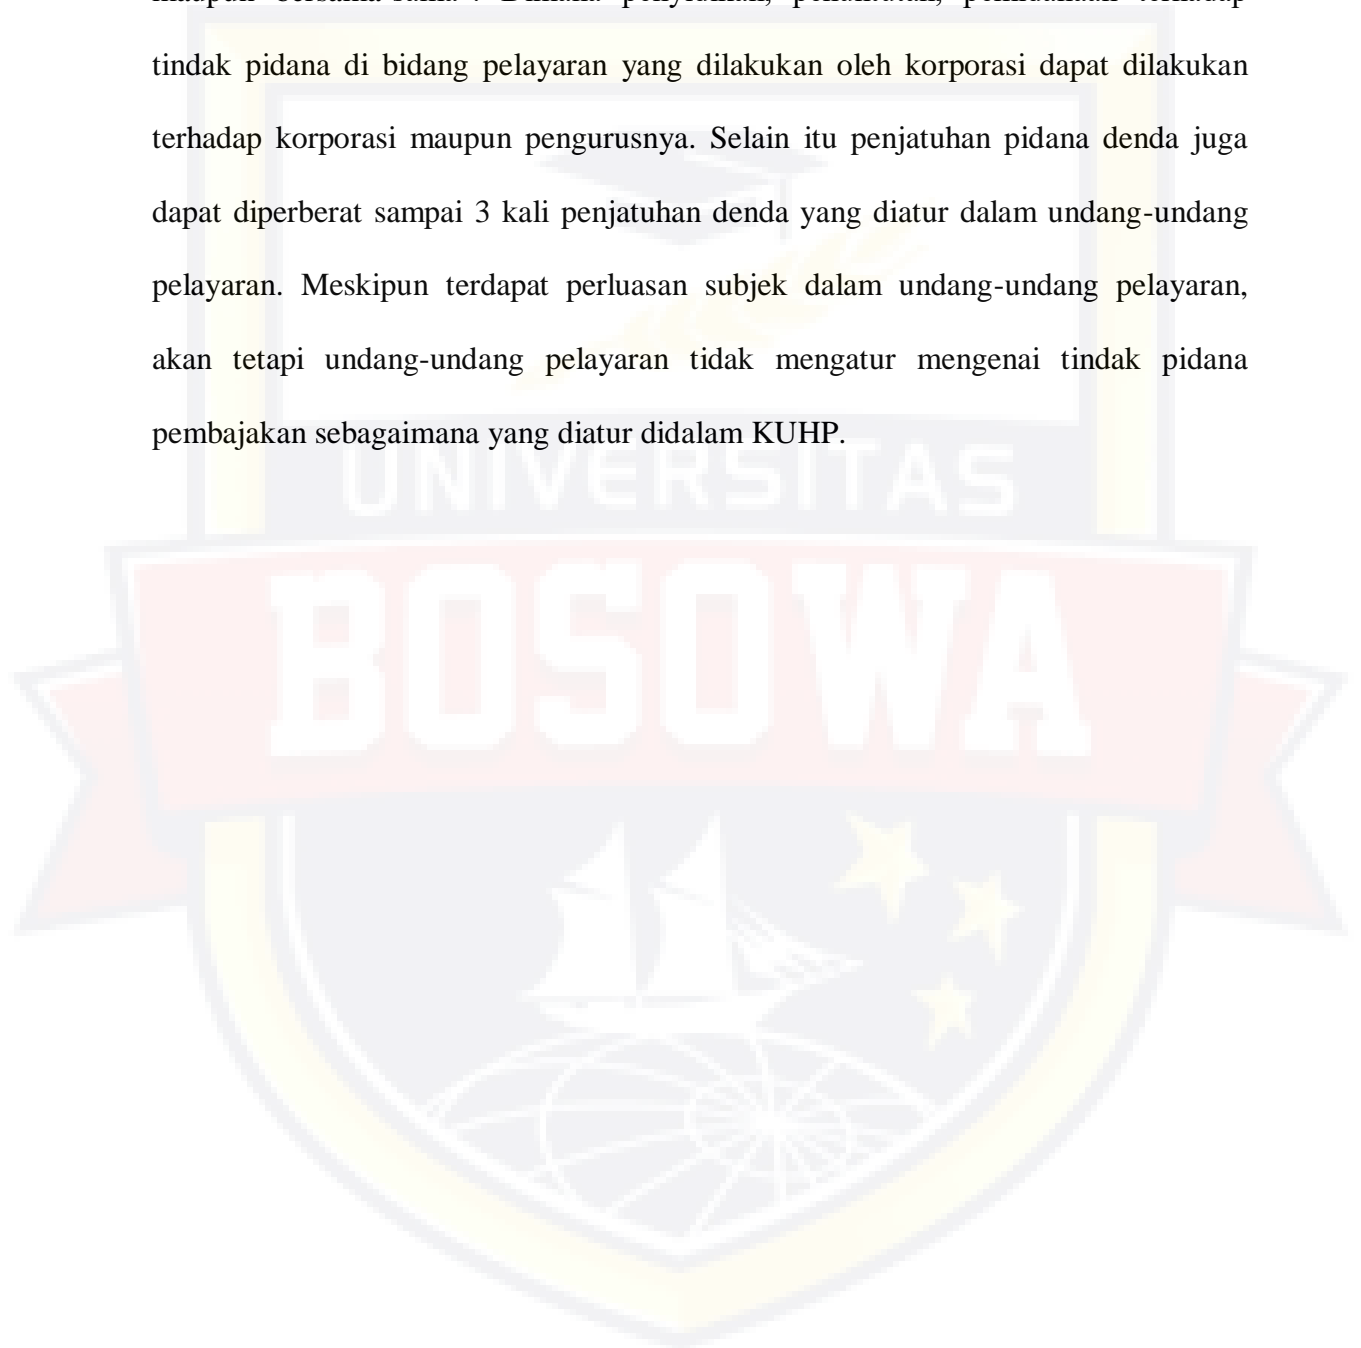 tindak pidana di bidang pelayaran yang dilakukan oleh korporasi dapat dilakukan
terhadap korporasi maupun pengurusnya. Selain itu penjatuhan pidana denda juga
dapat diperberat sampai 3 kali penjatuhan denda yang diatur dalam undang-undang
pelayaran. Meskipun terdapat perluasan subjek dalam undang-undang pelayaran,
akan tetapi undang-undang pelayaran tidak mengatur mengenai tindak pidana
pembajakan sebagaimana yang diatur didalam KUHP.
UNIVERSITAS
BOSOWA